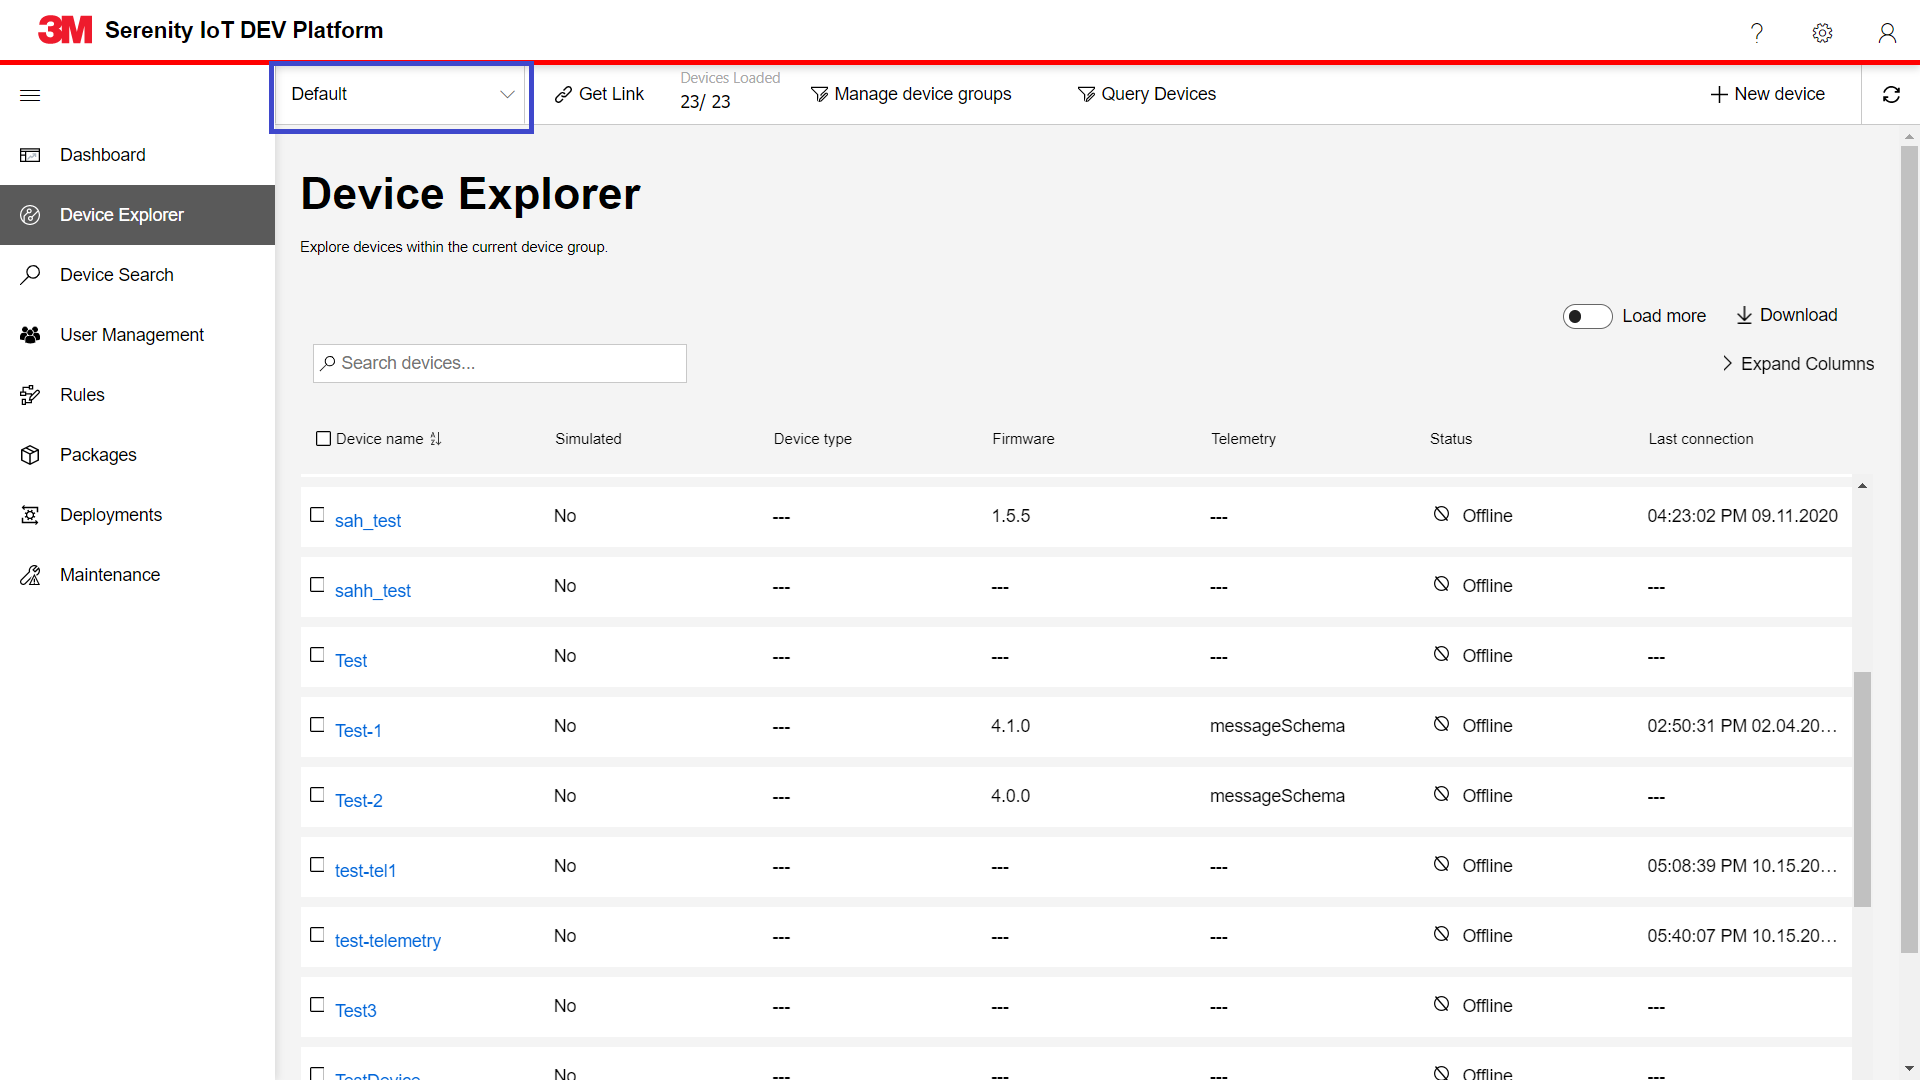 3M Serenity IoT DEV Platform
Default
Get Link
Devices Loaded
23/ 23
Manage device groups
Query Devices
New device
Dashboard
Device Explorer
Device Search
User Management
Rules
Packages
Deployments
Maintenance
Device Explorer
Explore devices within the current device group.
Load more
Download
Search devices...
Expand Columns
Device name Simulated Device type Firmware Telemetry Status Last connection
sah_test No --- 1.5.5 --- Offline 04:23:02 PM 09.11.2020
sahh_test No --- --- --- Offline ---
Test No --- --- --- Offline ---
Test-1 No --- 4.1.0 messageSchema Offline 02:50:31 PM 02.04.20...
Test-2 No --- 4.0.0 messageSchema Offline ---
test-tel1 No --- --- --- Offline 05:08:39 PM 10.15.20...
test-telemetry No --- --- --- Offline 05:40:07 PM 10.15.20...
Test3 No --- --- --- Offline ---
TestDevice No --- --- --- Offline ---